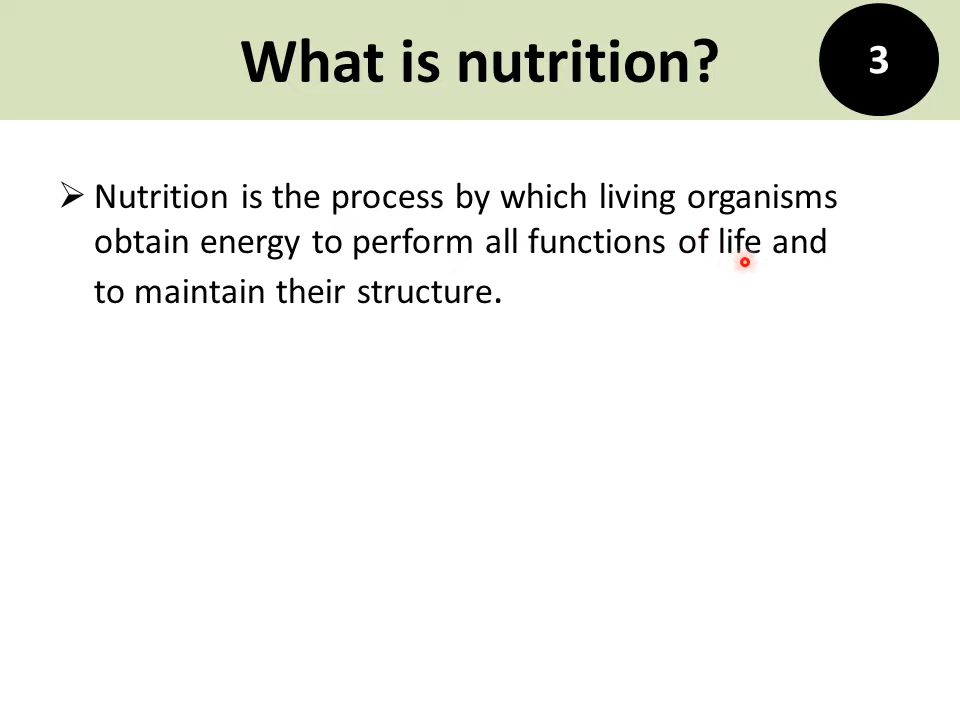 What is nutrition?
3
➢ Nutrition is the process by which living organisms
obtain energy to perform all functions of life and
to maintain their structure.